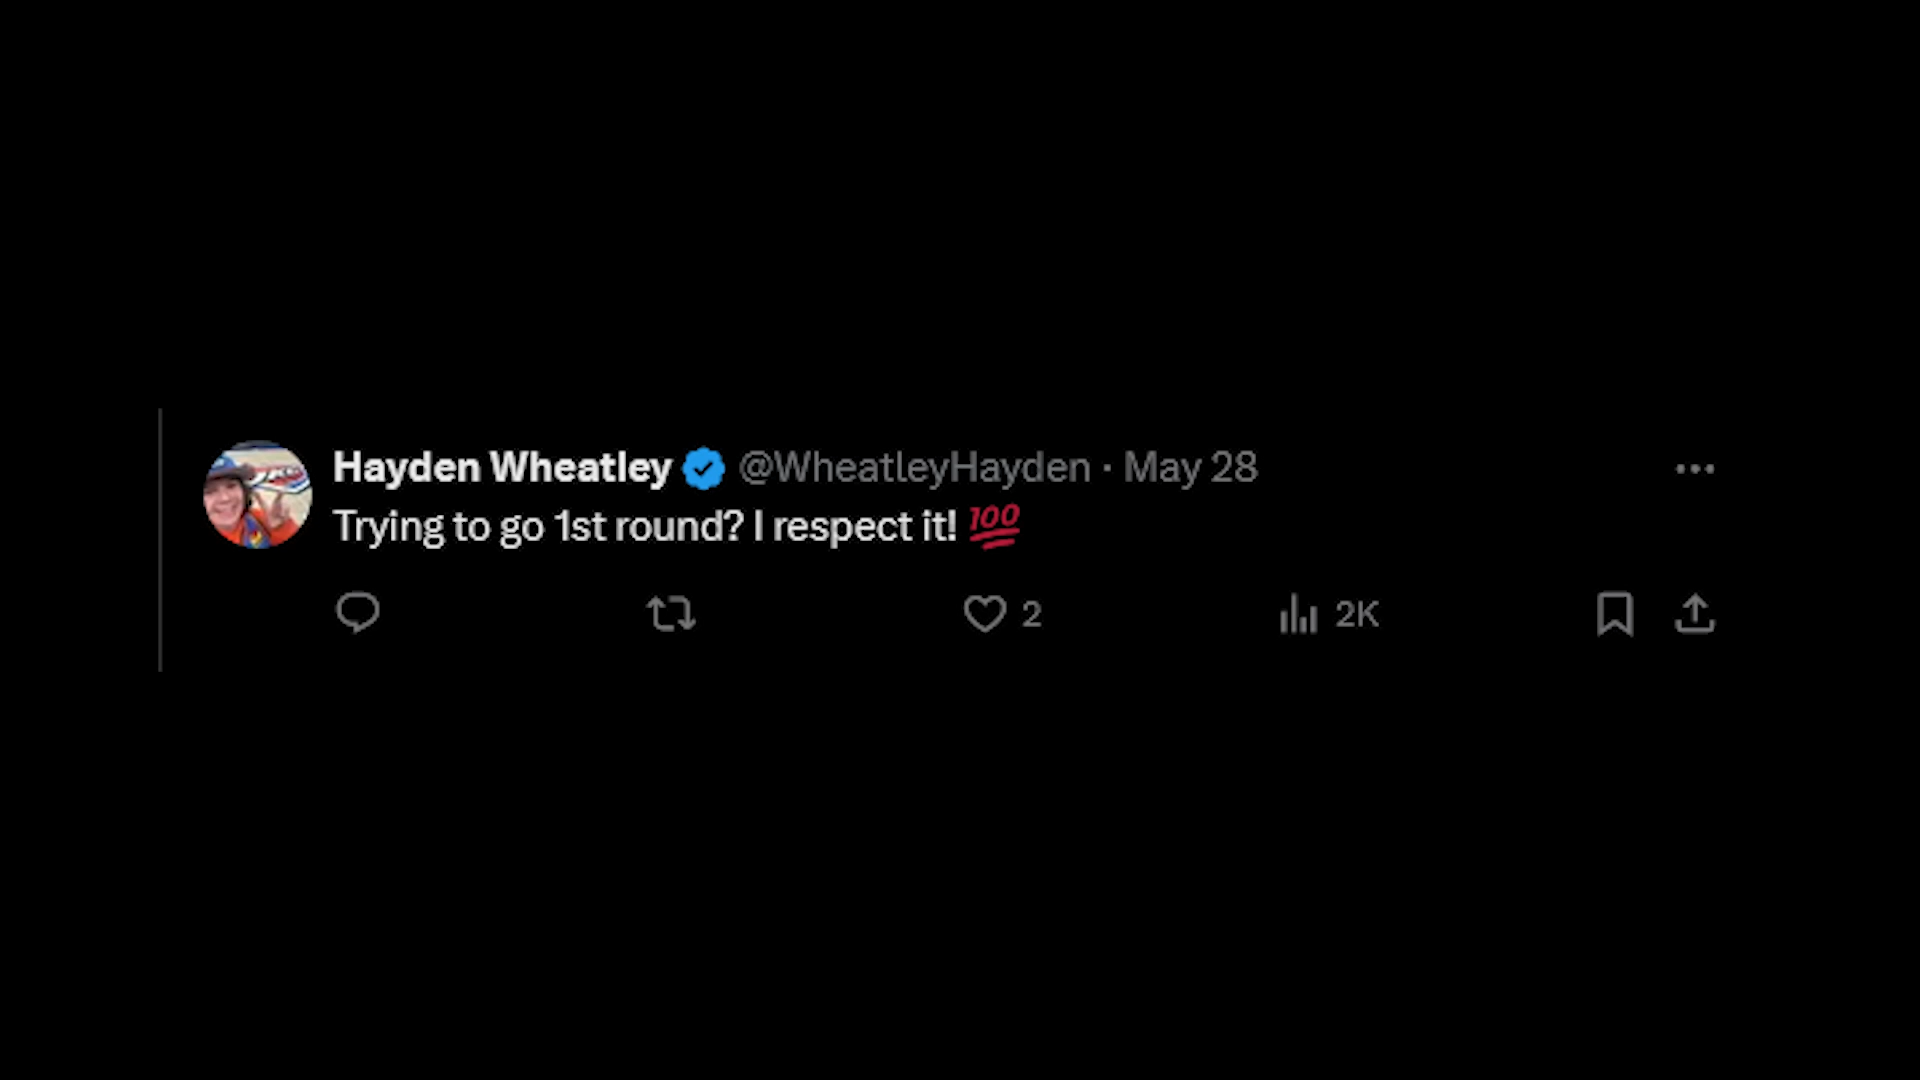 Hayden Wheatley @WheatleyHayden · May 28
Trying to go 1st round? I respect it! 💯
2 2K